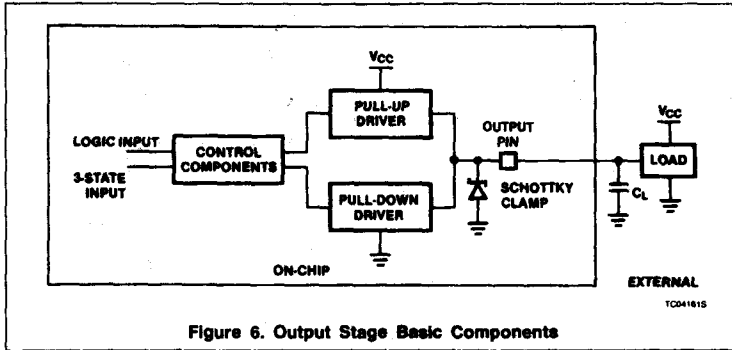 VCC
PULL-UP
DRIVER
LOGIC INPUT
3-STATE
INPUT
CONTROL
COMPONENTS
PULL-DOWN
DRIVER
OUTPUT
PIN
SCHOTTKY
CLAMP
VCC
LOAD
CL
ON-CHIP
EXTERNAL
TC04161S
Figure 6. Output Stage Basic Components